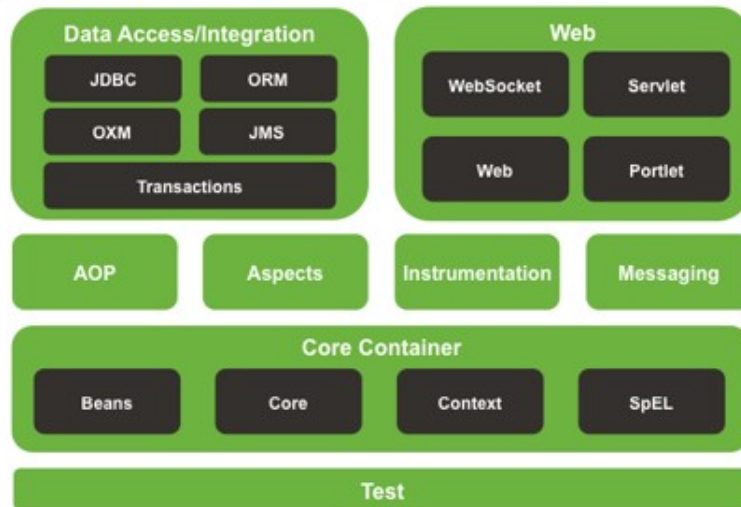 Data Access/Integration
JDBC
ORM
OXM
JMS
Transactions
Web
WebSocket
Servlet
Web
Portlet
AOP
Aspects
Instrumentation
Messaging
Core Container
Beans
Core
Context
SpEL
Test